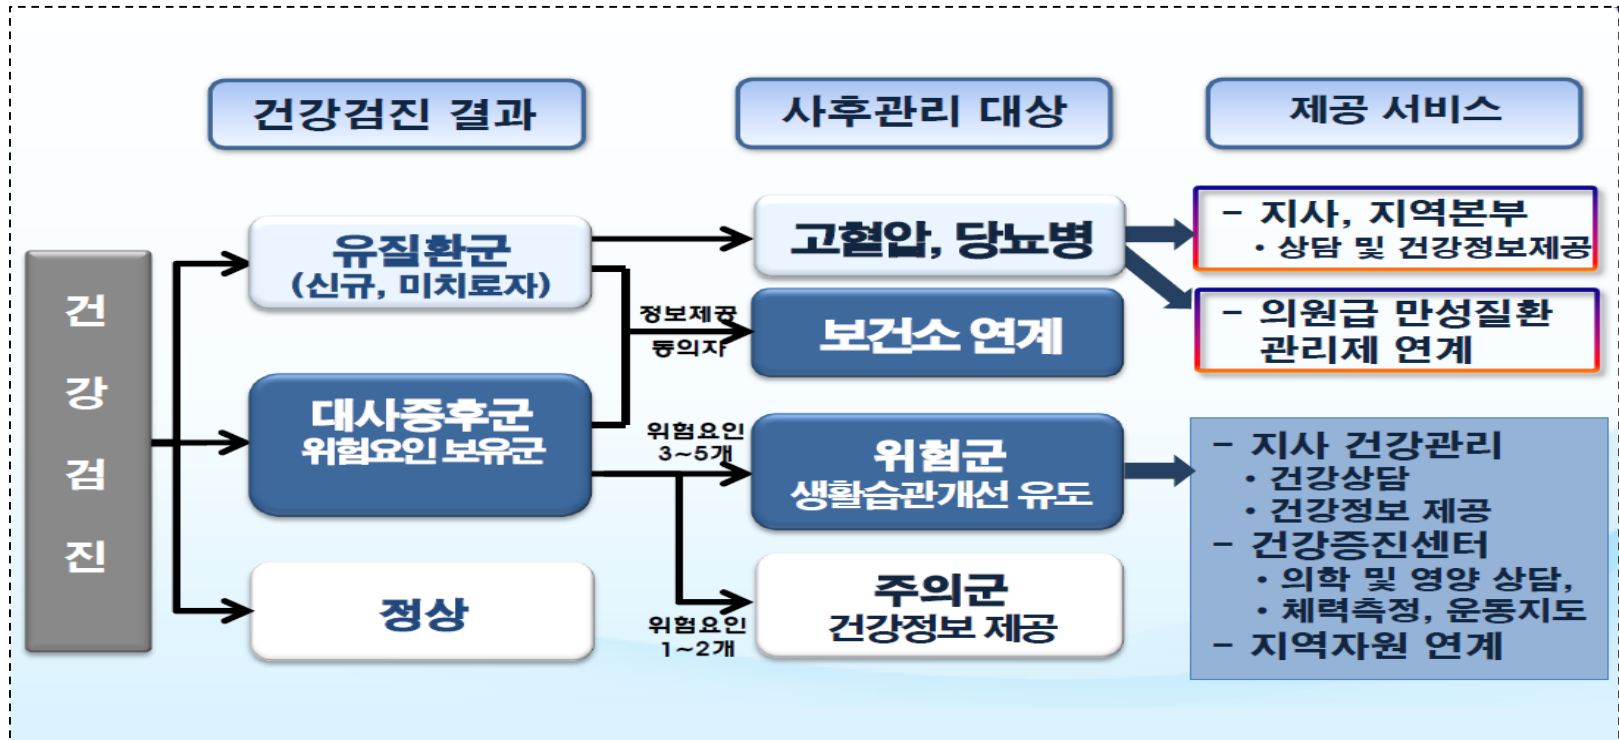 건강검진 결과
사후관리 대상
제공 서비스
건
강
검
진
유질환군
(신규, 미치료자)
대사증후군
위험요인 보유군
정상
정보제공
동의자
위험요인
3~5개
위험요인
1~2개
고혈압, 당뇨병
보건소 연계
위험군
생활습관개선 유도
주의군
건강정보 제공
- 지사, 지역본부
• 상담 및 건강정보제공
- 의원급 만성질환
관리제 연계
- 지사 건강관리
• 건강상담
• 건강정보 제공
- 건강증진센터
• 의학 및 영양 상담,
• 체력측정, 운동지도
- 지역자원 연계